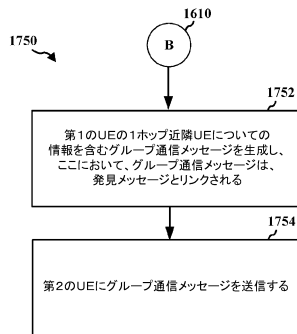 1750
1610
B
1752
第1のUEの1ホップ近隣UEについての
情報を含むグループ通信メッセージを生成し、
ここにおいて、グループ通信メッセージは、
発見メッセージとリンクされる
1754
第2のUEにグループ通信メッセージを送信する